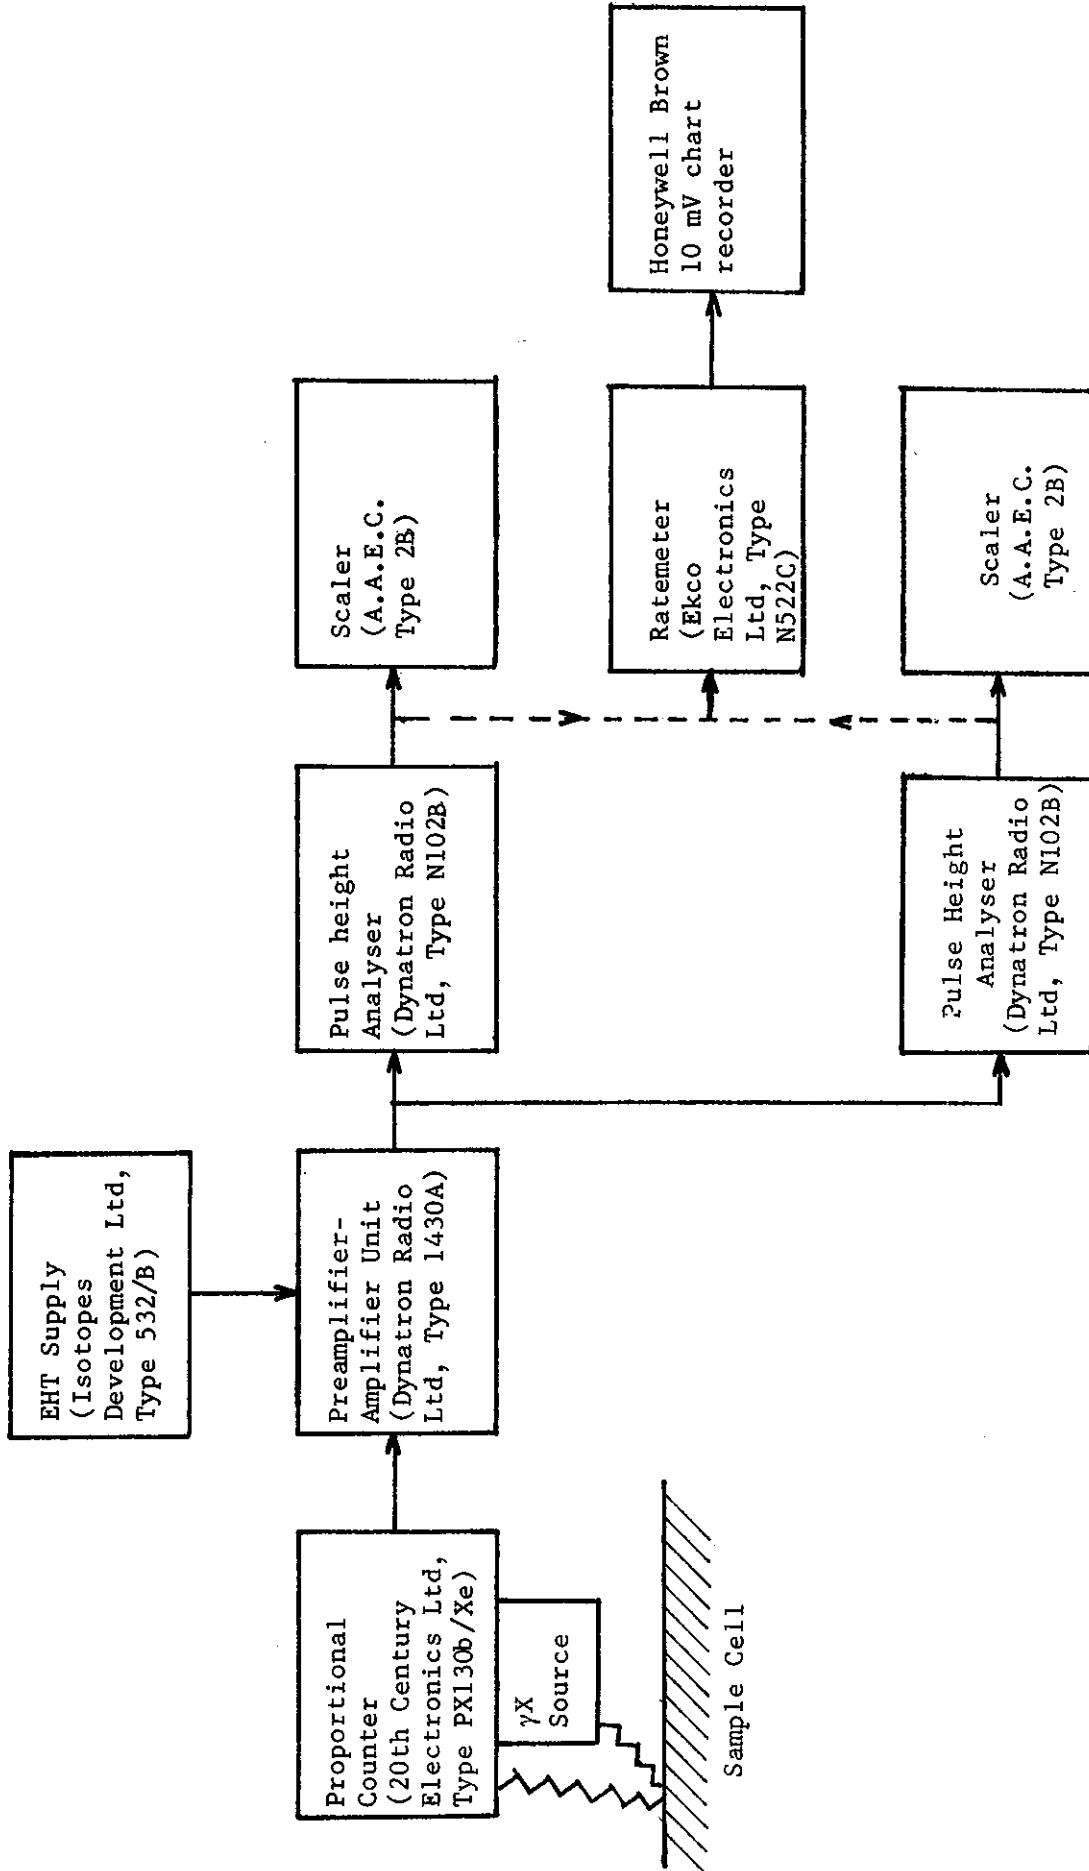 EHT Supply
(Isotopes
Development Ltd,
Type 532/B)
Proportional
Counter
(20th Century
Electronics Ltd,
Type PX130b/Xe)
γX
Source
Sample Cell
Preamplifier-
Amplifier Unit
(Dynatron Radio
Ltd, Type 1430A)
Pulse height
Analyser
(Dynatron Radio
Ltd, Type N102B)
Scaler
(A.A.E.C.
Type 2B)
Ratemeter
(Ekco
Electronics
Ltd, Type
N522C)
Honeywell Brown
10 mV chart
recorder
Pulse Height
Analyser
(Dynatron Radio
Ltd, Type N102B)
Scaler
(A.A.E.C.
Type 2B)